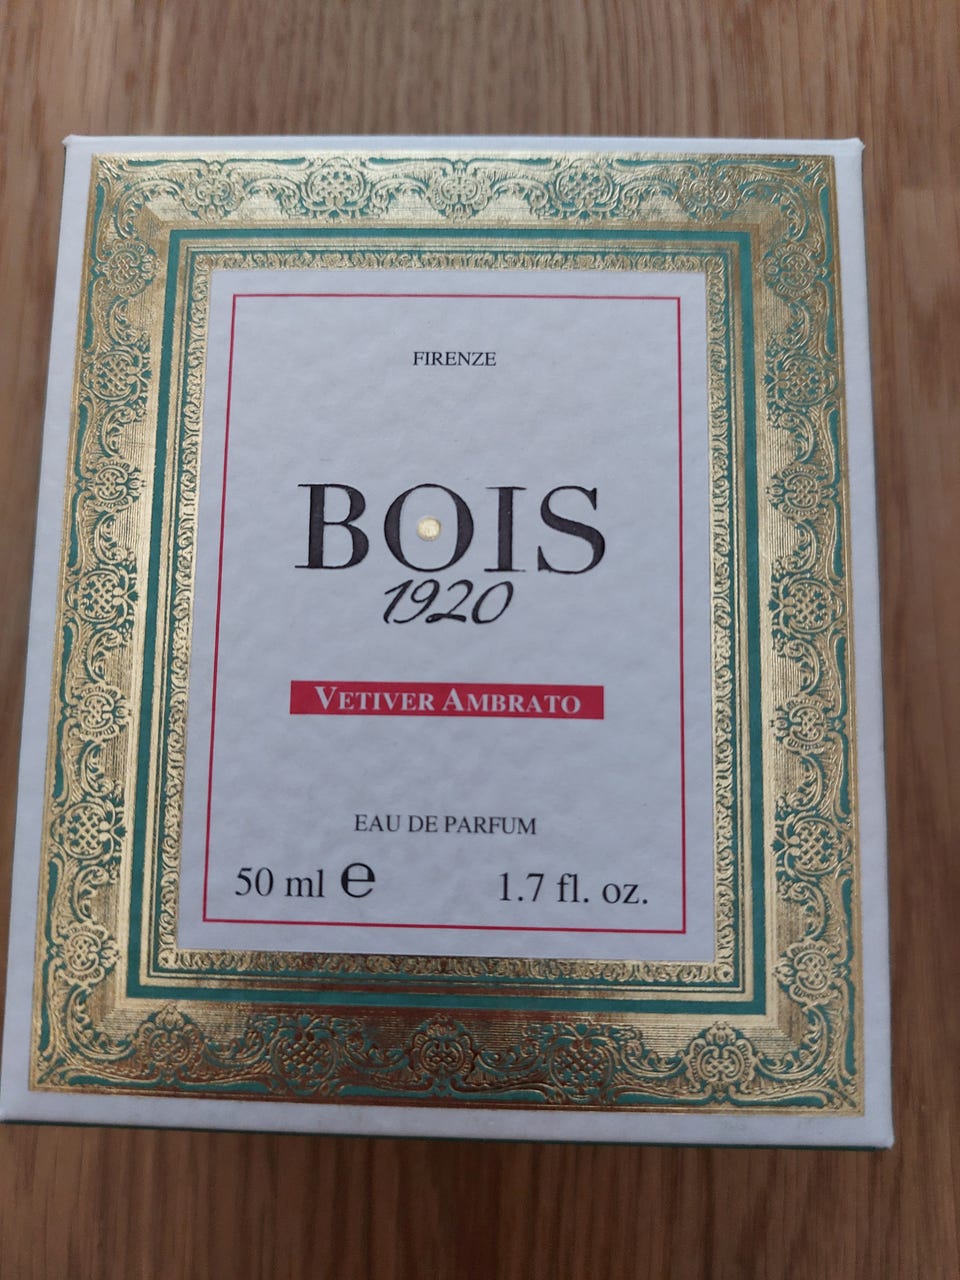 FIRENZE
BOIS
1920
VETIVER AMBRATO
EAU DE PARFUM
50 ml ℮ 1.7 fl. oz.